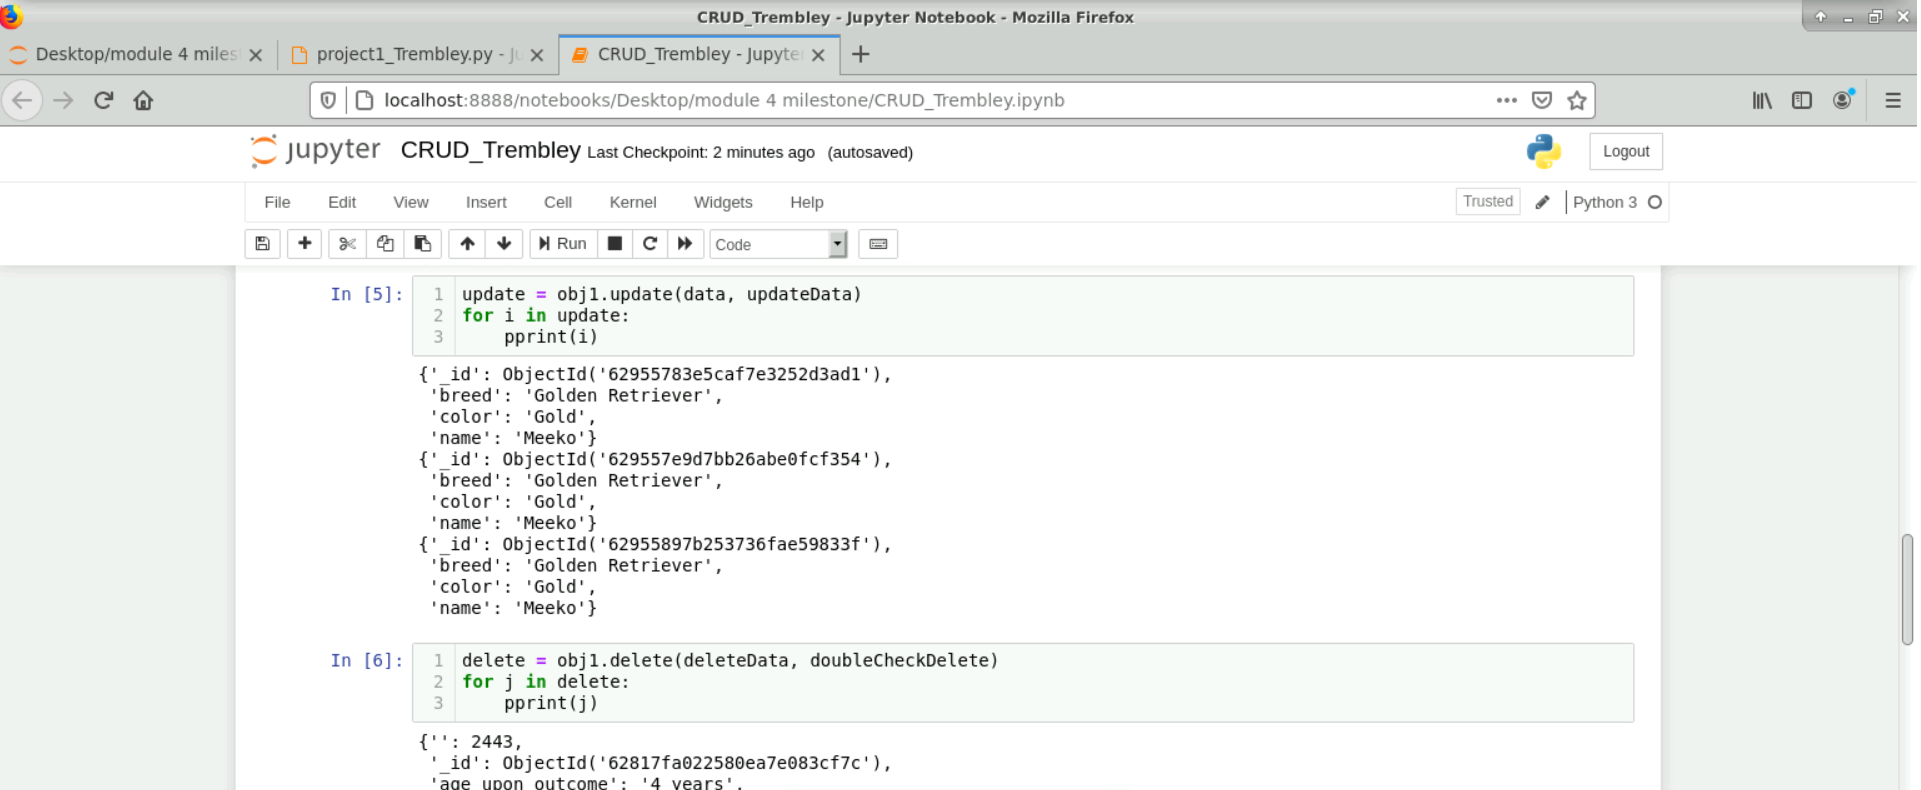 CRUD_Trembley - Jupyter Notebook - Mozilla Firefox
Desktop/module 4 miles
project1_Trembley.py - Ju
CRUD_Trembley - Jupyter
localhost:8888/notebooks/Desktop/module 4 milestone/CRUD_Trembley.ipynb
jupyter CRUD_Trembley Last Checkpoint: 2 minutes ago (autosaved)
Logout
File Edit View Insert Cell Kernel Widgets Help
Trusted
Python 3
Run
Code
In [5]:
1 update = obj1.update(data, updateData)
2 for i in update:
3     pprint(i)
{'_id': ObjectId('62955783e5caf7e3252d3ad1'),
 'breed': 'Golden Retriever',
 'color': 'Gold',
 'name': 'Meeko'}
{'_id': ObjectId('629557e9d7bb26abe0fcf354'),
 'breed': 'Golden Retriever',
 'color': 'Gold',
 'name': 'Meeko'}
{'_id': ObjectId('62955897b253736fae59833f'),
 'breed': 'Golden Retriever',
 'color': 'Gold',
 'name': 'Meeko'}
In [6]:
1 delete = obj1.delete(deleteData, doubleCheckDelete)
2 for j in delete:
3     pprint(j)
{'': 2443,
 '_id': ObjectId('62817fa022580ea7e083cf7c'),
 'age_upon_outcome': '4 years',